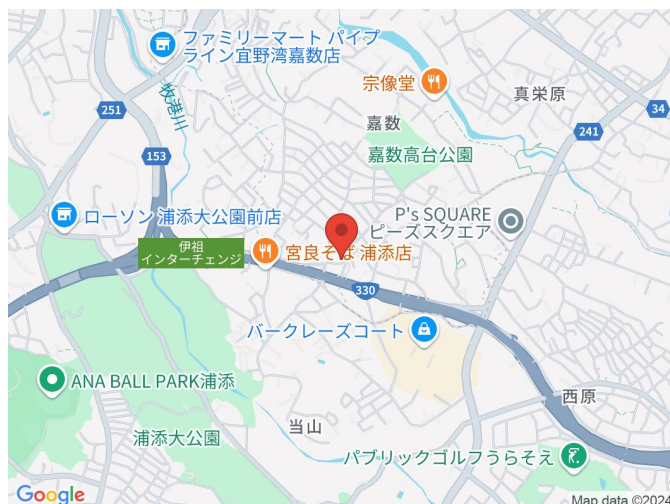 ファミリーマート パイプ
ライン宜野湾嘉数店
宗像堂
真栄原
34
251
牧港川
嘉数
241
153
嘉数高台公園
P's SQUARE
ピーズスクエア
ローソン 浦添大公園前店
伊祖
インターチェンジ
宮良そば 浦添店
330
バークレーズコート
ANA BALL PARK浦添
西原
当山
浦添大公園
パブリックゴルフうらそえ
Google
Map data ©2024